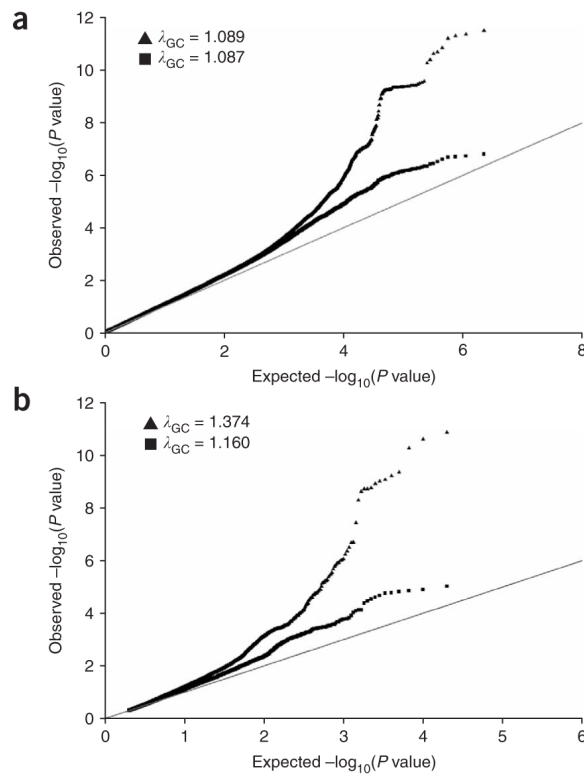 a
12
▲ λGC = 1.089
■ λGC = 1.087
10
8
6
4
2
0
Observed –log10(P value)
0 2 4 6 8
Expected –log10(P value)
b
12
▲ λGC = 1.374
■ λGC = 1.160
10
8
6
4
2
0
Observed –log10(P value)
0 1 2 3 4 5 6
Expected –log10(P value)